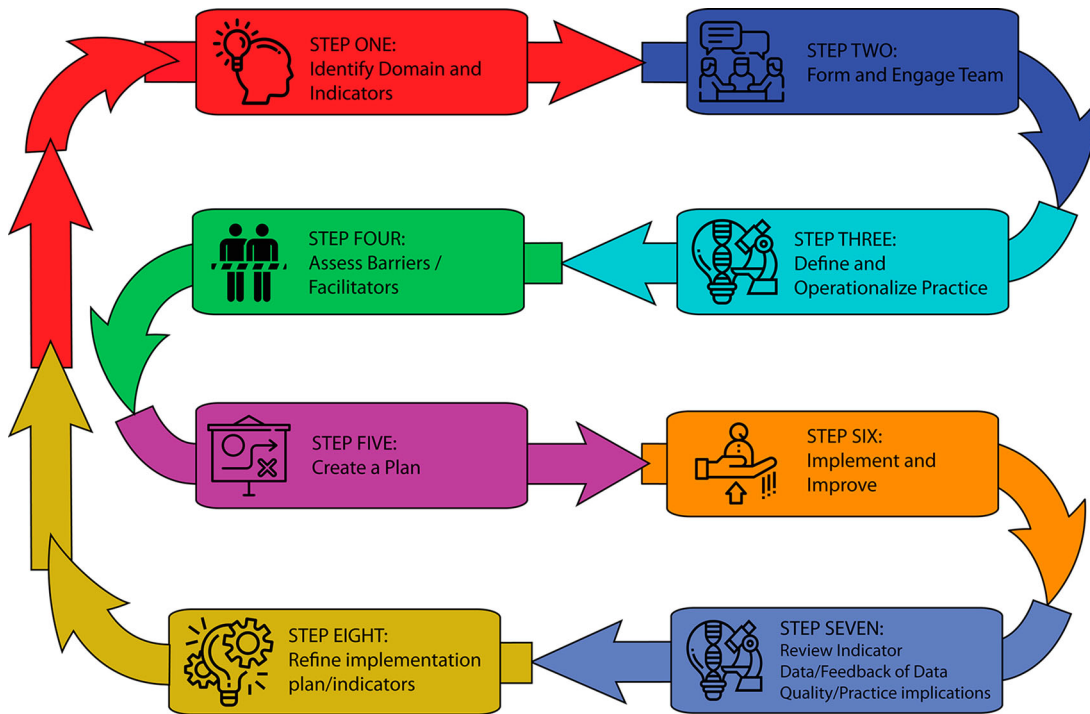 STEP ONE:
Identify Domain and
Indicators
STEP TWO:
Form and Engage Team
STEP THREE:
Define and
Operationalize Practice
STEP FOUR:
Assess Barriers /
Facilitators
STEP FIVE:
Create a Plan
STEP SIX:
Implement and
Improve
STEP SEVEN:
Review Indicator
Data/Feedback of Data
Quality/Practice implications
STEP EIGHT:
Refine implementation
plan/indicators